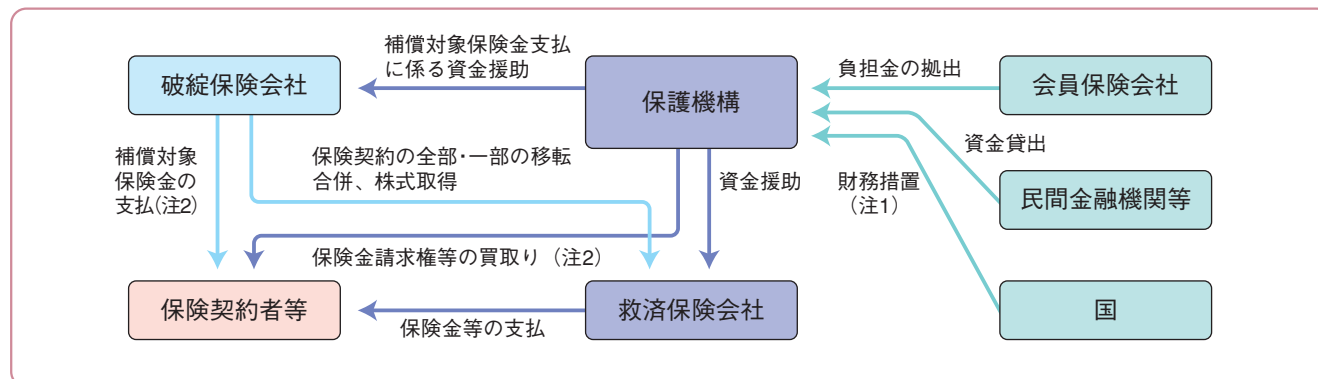 補償対象保険金支払
に係る資金援助
破綻保険会社
保護機構
負担金の拠出
会員保険会社
補償対象
保険金の
支払(注2)
保険契約の全部・一部の移転
合併、株式取得
資金援助
財務措置
（注1）
資金貸出
民間金融機関等
保険金請求権等の買取り（注2）
保険契約者等
保険金等の支払
救済保険会社
国